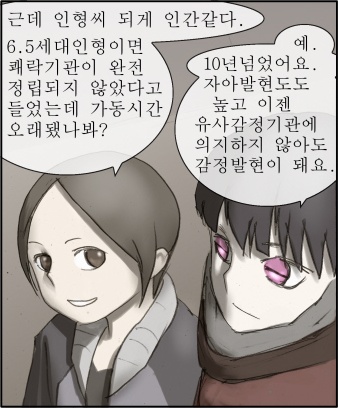 근데 인형씨 되게 인간같다.
6.5세대인형이면
쾌락기관이 완전
정립되지 않았다고
들었는데 가동시간
오래됐나봐?
예.
10년넘었어요.
자아발현도도
높고 이젠
유사감정기관에
의지하지 않아도
감정발현이 돼요.